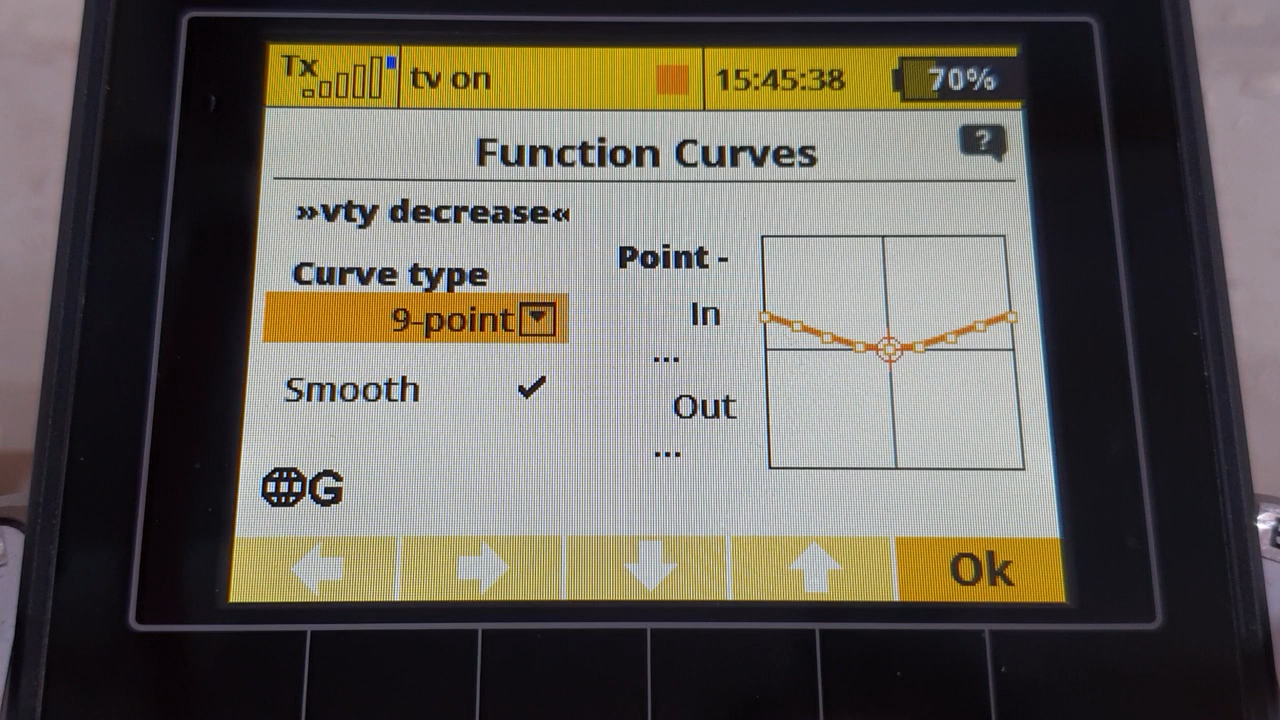 Tx tv on 15:45:38 70%
Function Curves ?
»vty decrease«
Curve type
9-point
Smooth
Point -
In
...
Out
...
G
Ok